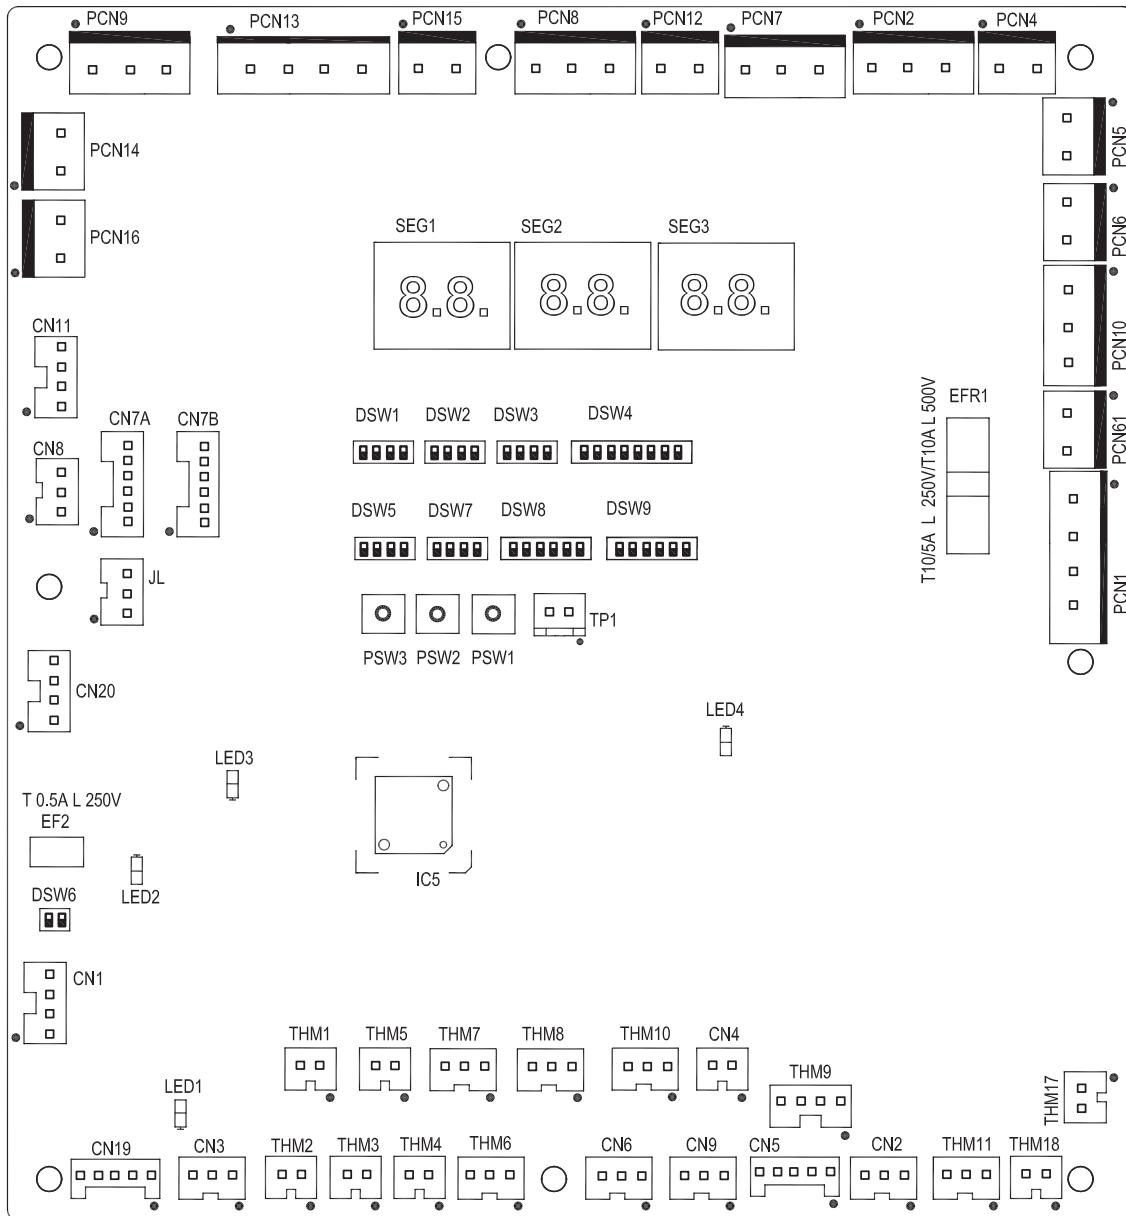 PCN9
PCN13
PCN15
PCN8
PCN12
PCN7
PCN2
PCN4
PCN14
PCN5
PCN16
PCN6
SEG1
SEG2
SEG3
8.8.
8.8.
8.8.
PCN10
CN11
EFR1
T10/5A L 250V/T10A L 500V
CN7A
CN7B
DSW1
DSW2
DSW3
DSW4
PCN61
CN8
DSW5
DSW7
DSW8
DSW9
JL
PCN1
TP1
PSW3
PSW2
PSW1
CN20
LED4
LED3
T 0.5A L 250V
EF2
IC5
DSW6
LED2
CN1
THM1
THM5
THM7
THM8
THM10
CN4
THM9
THM17
LED1
CN19
CN3
THM2
THM3
THM4
THM6
CN6
CN9
CN5
CN2
THM11
THM18